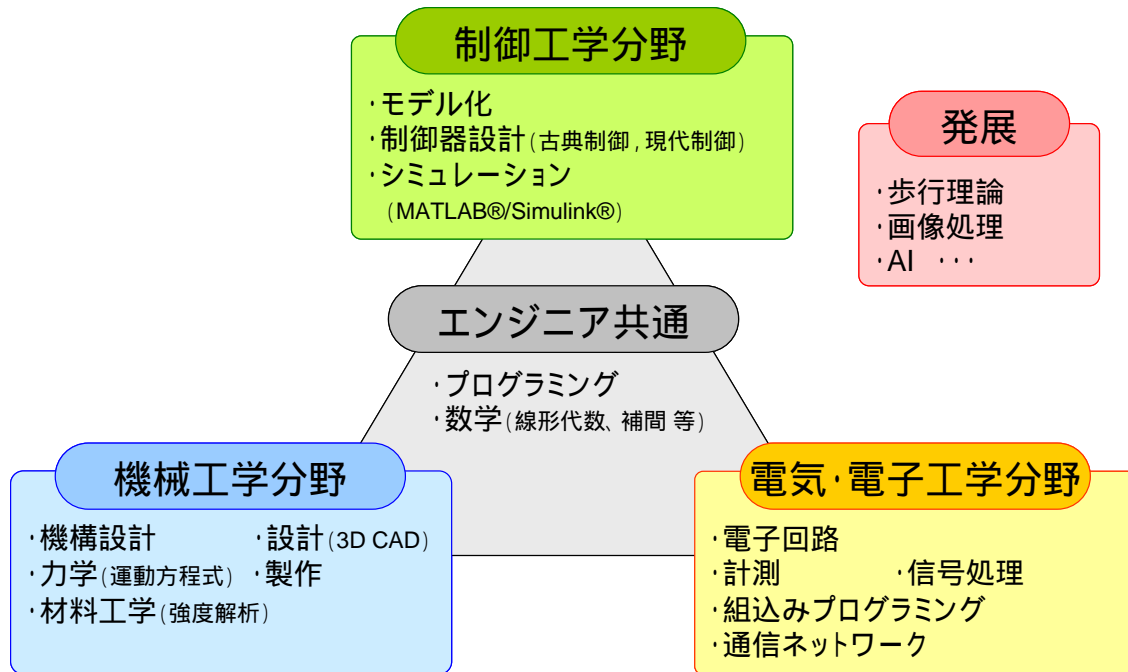 制御工学分野
・モデル化
・制御器設計(古典制御,現代制御)
・シミュレーション
(MATLAB®/Simulink®)
発展
・歩行理論
・画像処理
・AI ・・・
エンジニア共通
・プログラミング
・数学(線形代数、補間 等)
機械工学分野
・機構設計 ・設計(3D CAD)
・力学(運動方程式) ・製作
・材料工学(強度解析)
電気・電子工学分野
・電子回路
・計測 ・信号処理
・組込みプログラミング
・通信ネットワーク